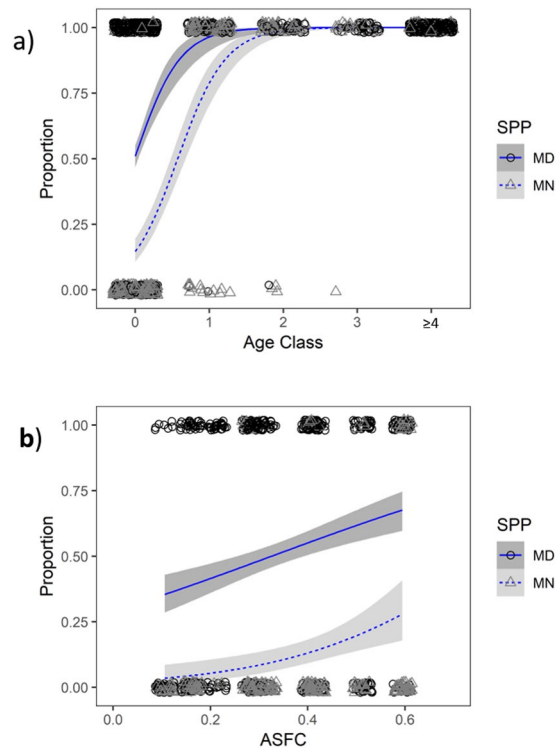 a)
1.00
0.75
0.50
0.25
0.00
Proportion
0 1 2 3 ≥4
Age Class
SPP
MD
MN
b)
1.00
0.75
0.50
0.25
0.00
Proportion
0.0 0.2 0.4 0.6
ASFC
SPP
MD
MN